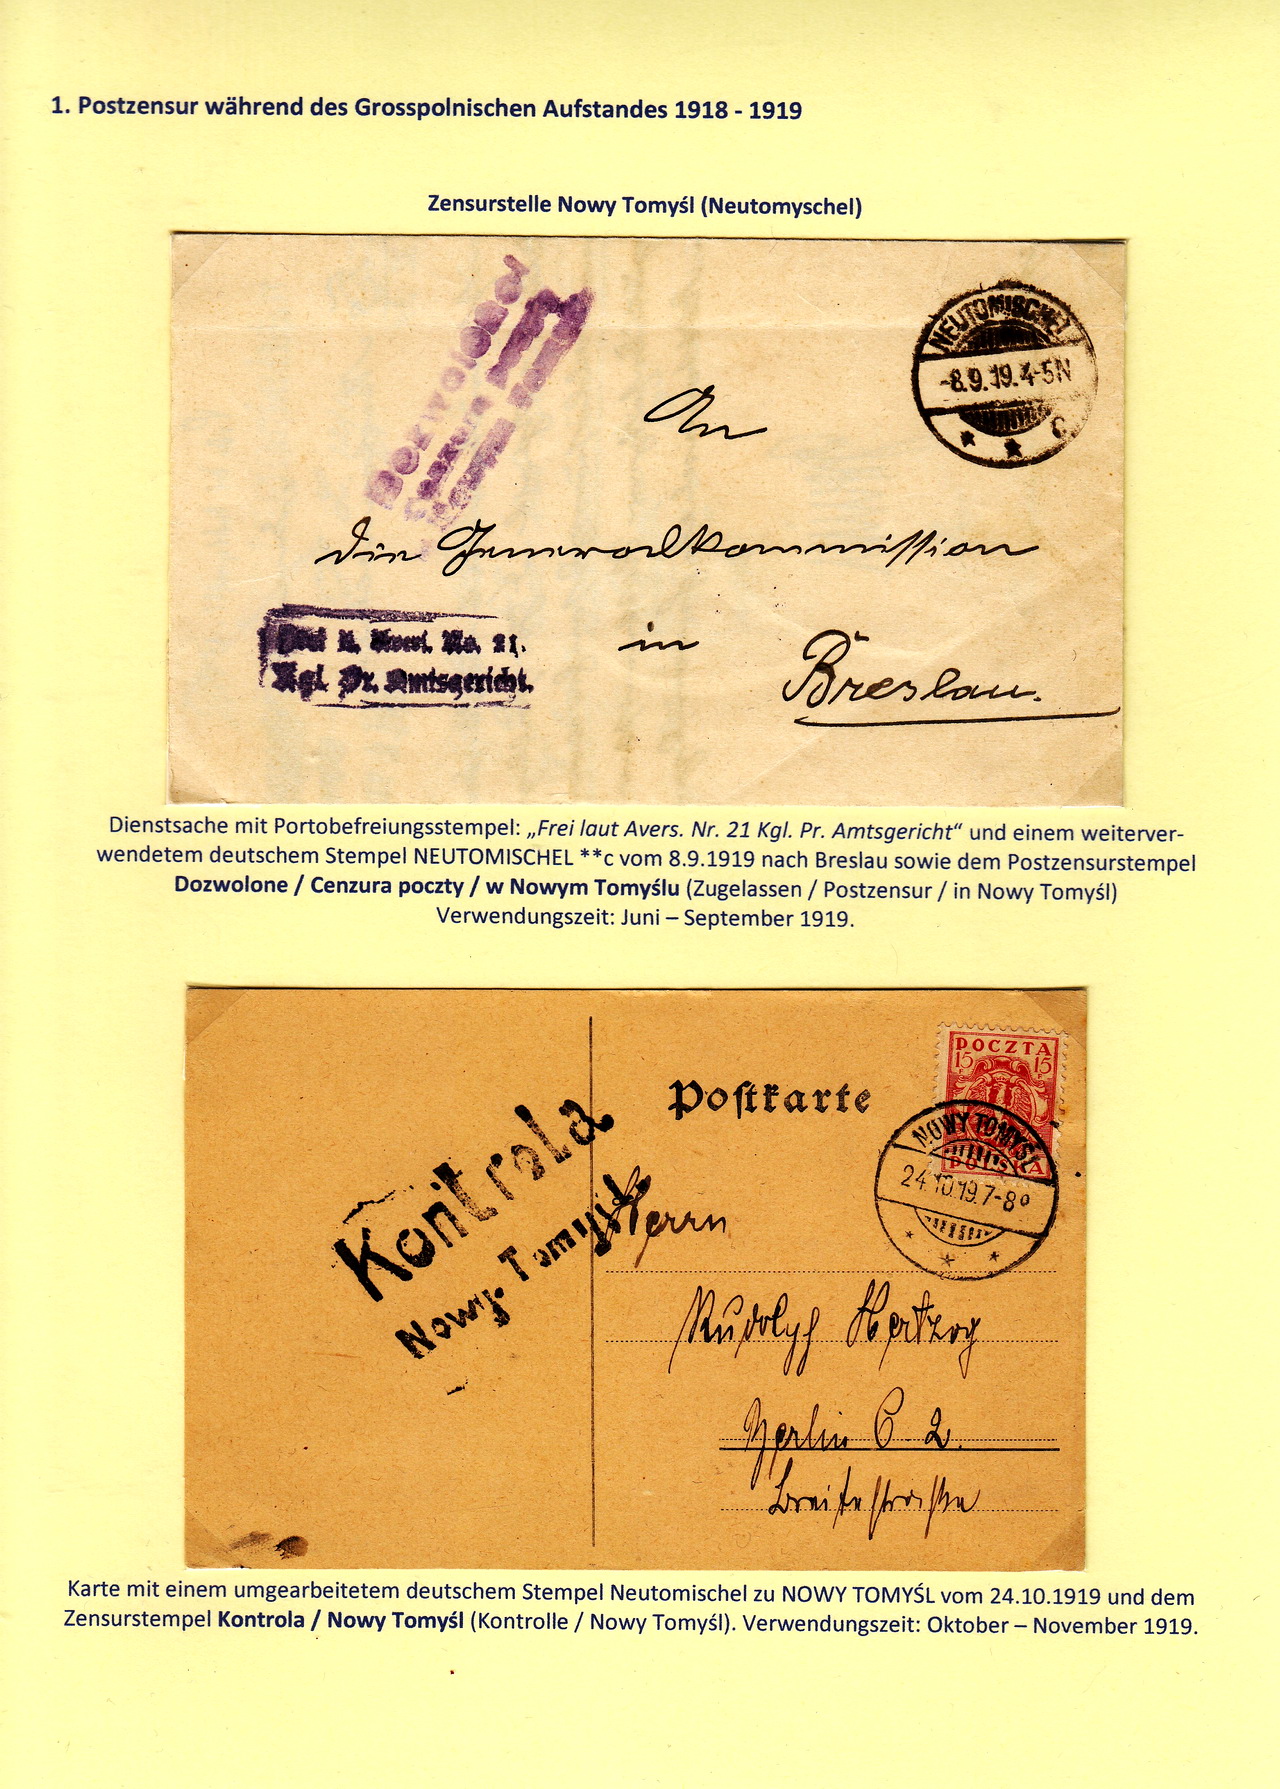 1. Postzensur während des Grosspolnischen Aufstandes 1918 - 1919
Zensurstelle Nowy Tomyśl (Neutomyschel)
NEUTOMISCHEL
-8.9.19.4-5N
* * c
An
die Generalkommission
in
Breslau.
No. 21.
Kgl. Pr. Amtsgericht.
Dienstsache mit Portobefreiungsstempel: „Frei laut Avers. Nr. 21 Kgl. Pr. Amtsgericht“ und einem weiterver-
wendetem deutschem Stempel NEUTOMISCHEL **c vom 8.9.1919 nach Breslau sowie dem Postzensurstempel
Dozwolone / Cenzura poczty / w Nowym Tomyślu (Zugelassen / Postzensur / in Nowy Tomyśl)
Verwendungszeit: Juni – September 1919.
POCZTA
15 15
F F
POLSKA
Postkarte
NOWY TOMYŚL
24.10.19.7-8⁰
* * *
Kontrola
Nowy. Tomyśl.
Herrn
Rudolph Hertzog
Berlin C 2.
Breitestrasse
Karte mit einem umgearbeitetem deutschem Stempel Neutomischel zu NOWY TOMYŚL vom 24.10.1919 und dem
Zensurstempel Kontrola / Nowy Tomyśl (Kontrolle / Nowy Tomyśl). Verwendungszeit: Oktober – November 1919.